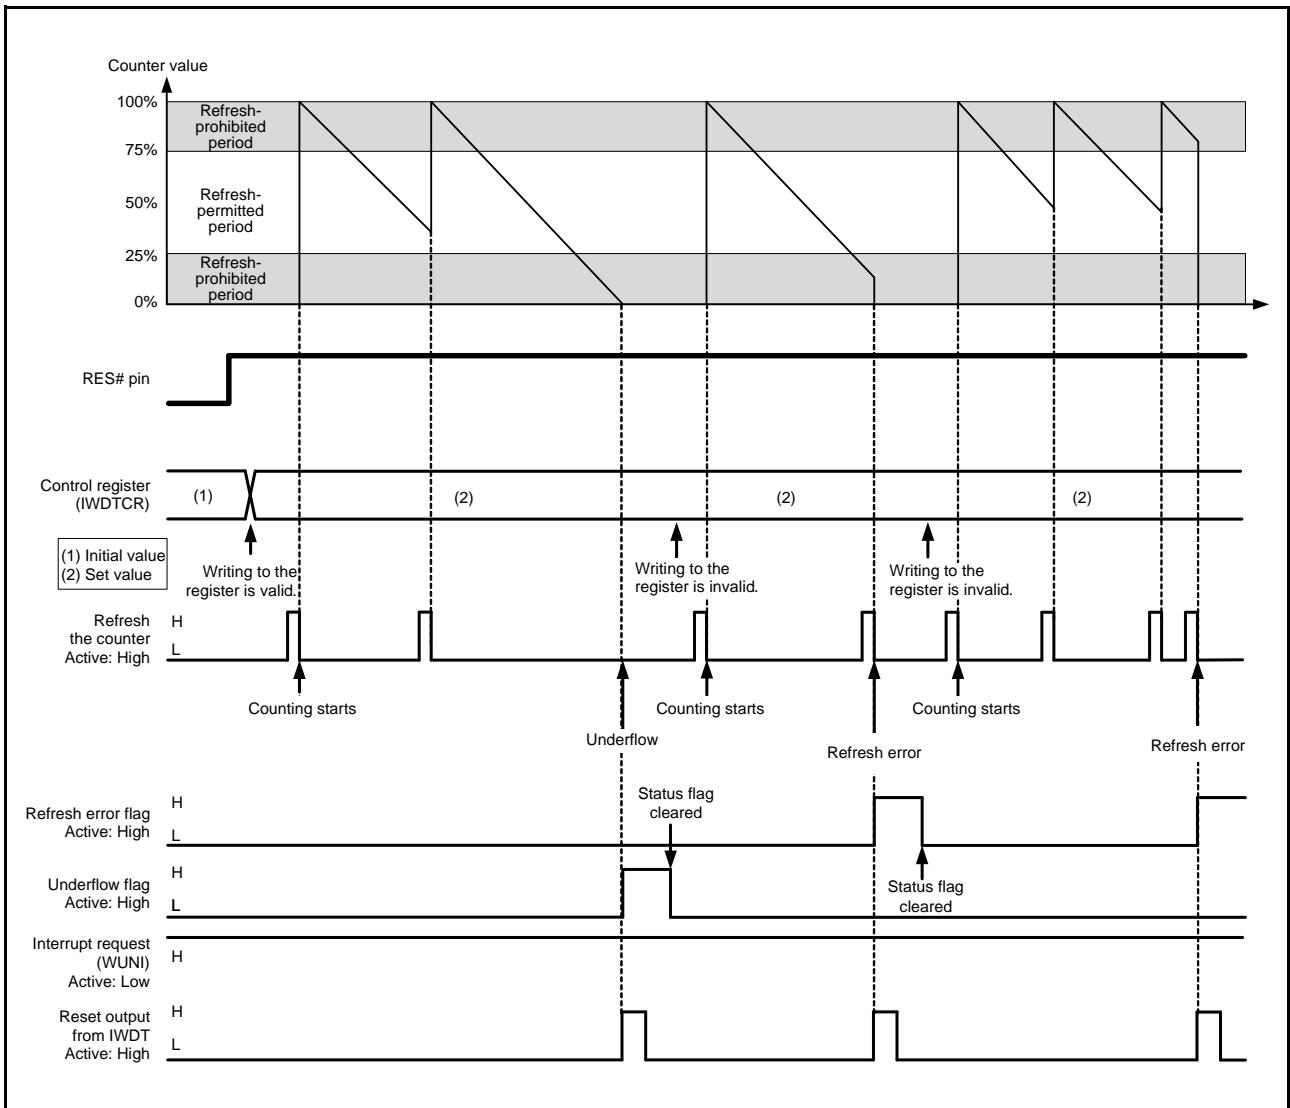 Counter value
100%
Refresh-
prohibited
period
75%
Refresh-
permitted
period
50%
25%
Refresh-
prohibited
period
0%
RES# pin
Control register
(IWDTCR)
(1)
(2)
(2)
(2)
(1) Initial value
(2) Set value
Writing to the
register is valid.
Writing to the
register is invalid.
Writing to the
register is invalid.
Refresh
the counter
Active: High
H
L
Counting starts
Counting starts
Counting starts
Underflow
Refresh error
Refresh error
Refresh error flag
Active: High
H
L
Status flag
cleared
Status flag
cleared
Underflow flag
Active: High
H
L
Interrupt request
(WUNI)
Active: Low
H
Reset output
from IWDT
Active: High
H
L